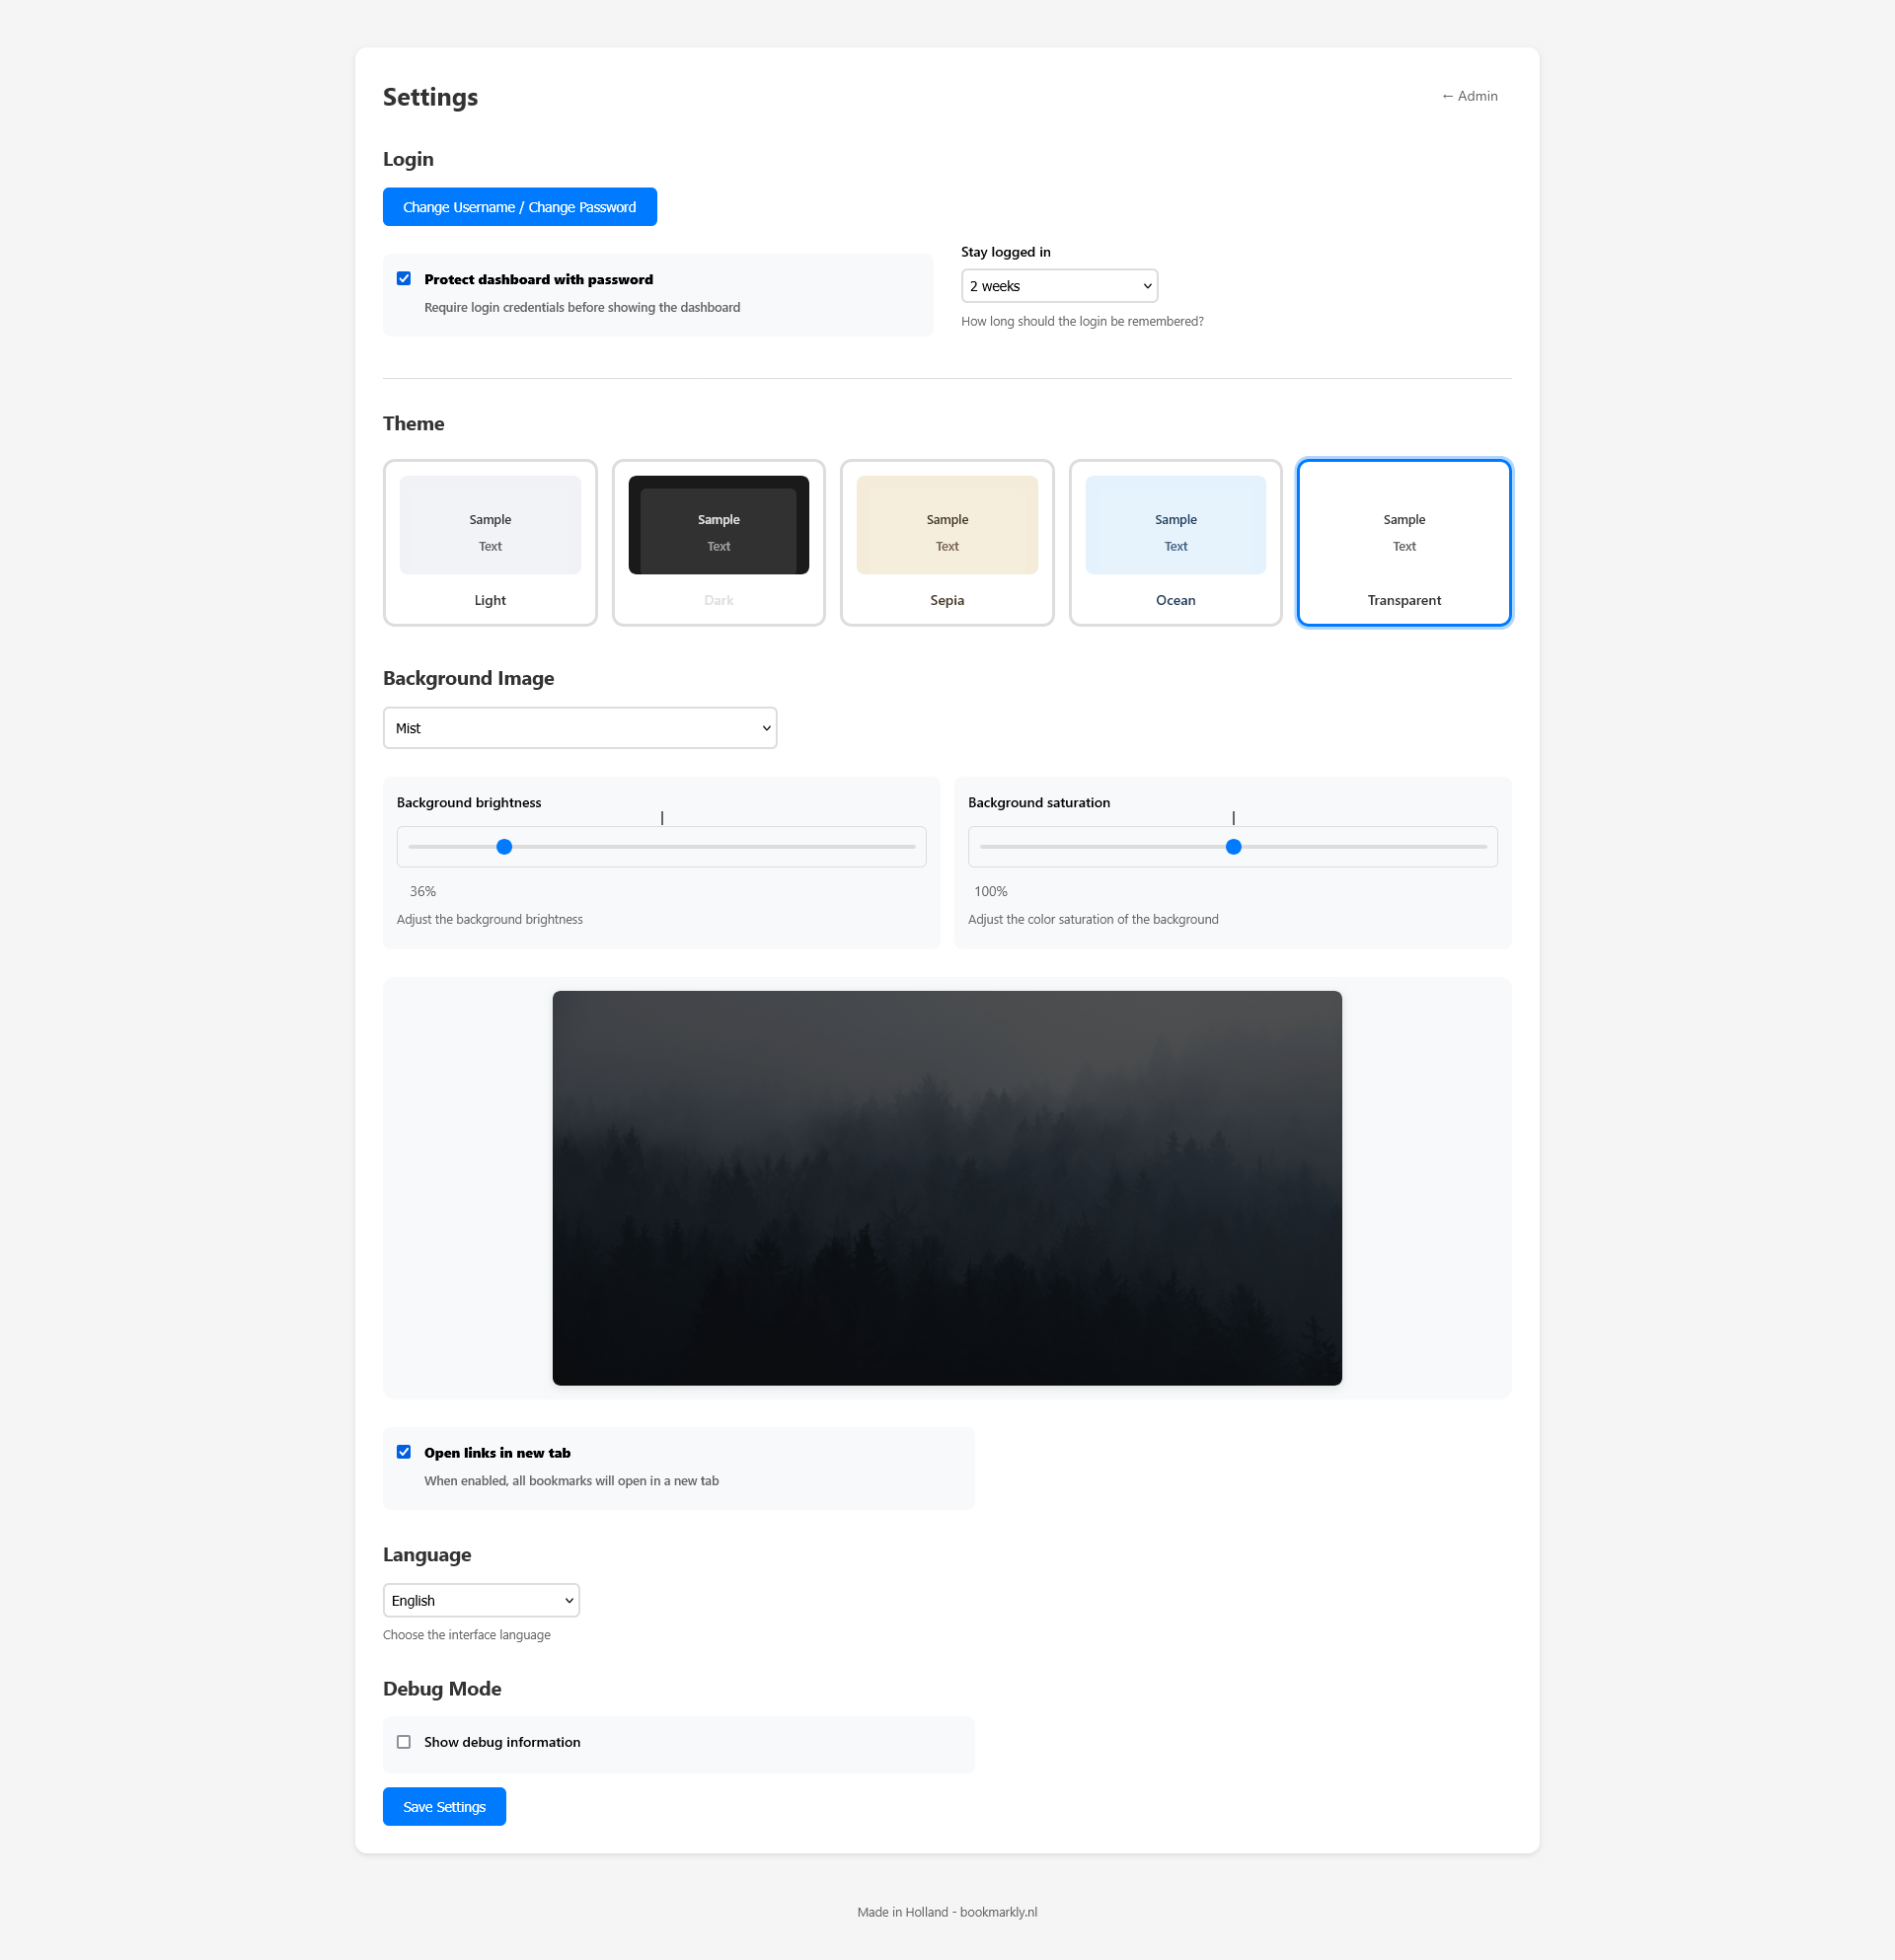 Settings
← Admin
Login
Change Username / Change Password
Protect dashboard with password
Require login credentials before showing the dashboard
Stay logged in
2 weeks
How long should the login be remembered?
Theme
Sample
Text
Light
Sample
Text
Dark
Sample
Text
Sepia
Sample
Text
Ocean
Sample
Text
Transparent
Background Image
Mist
Background brightness
36%
Adjust the background brightness
Background saturation
100%
Adjust the color saturation of the background
Open links in new tab
When enabled, all bookmarks will open in a new tab
Language
English
Choose the interface language
Debug Mode
Show debug information
Save Settings
Made in Holland - bookmarkly.nl